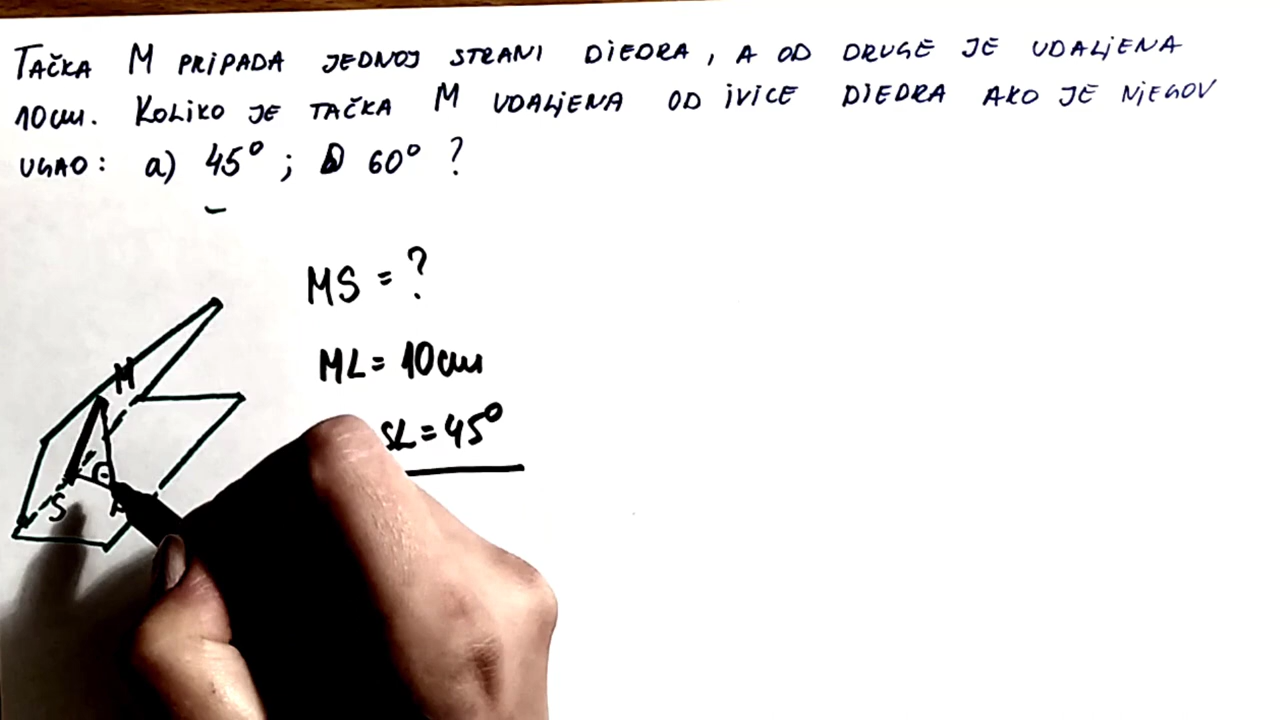 TAČKA M PRIPADA JEDNOJ STRANI DIEDRA, A OD DRUGE JE UDALJENA
10cm. KOLIKO JE TAČKA M UDALJENA OD IVICE DIEDRA AKO JE NJEGOV
UGAO: a) 45°; b) 60°?
MS = ?
ML = 10cm
SL = 45°
M
S